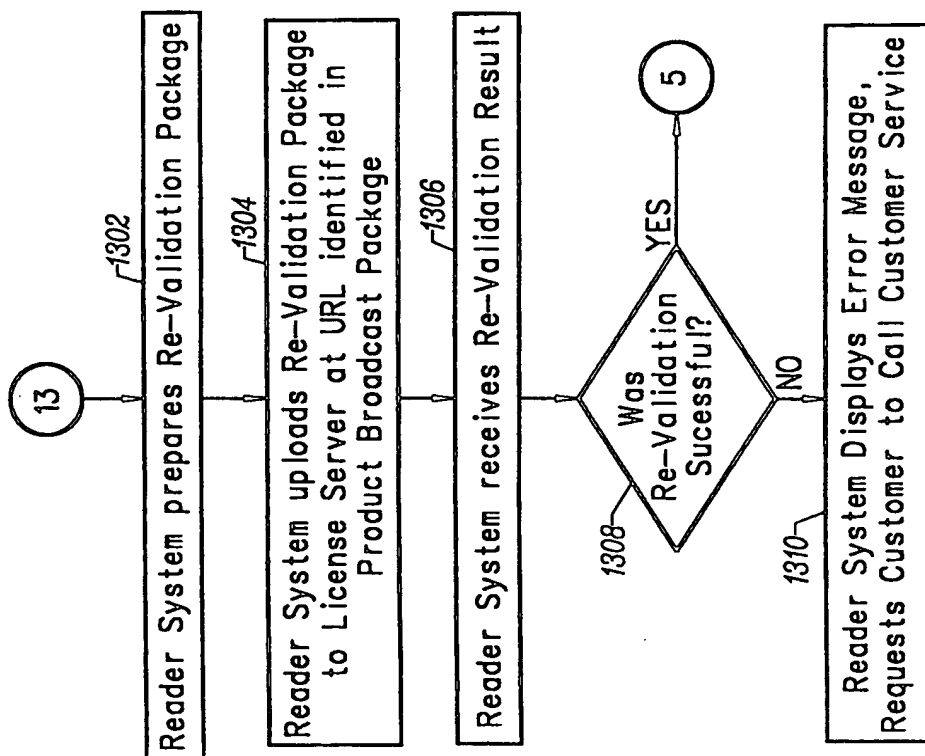 13
1302
Reader System prepares Re-Validation Package
1304
Reader System uploads Re-Validation Package
to License Server at URL identified in
Product Broadcast Package
1306
Reader System receives Re-Validation Result
1308
Was
Re-Validation
Sucessful?
YES
5
NO
1310
Reader System Displays Error Message,
Requests Customer to Call Customer Service